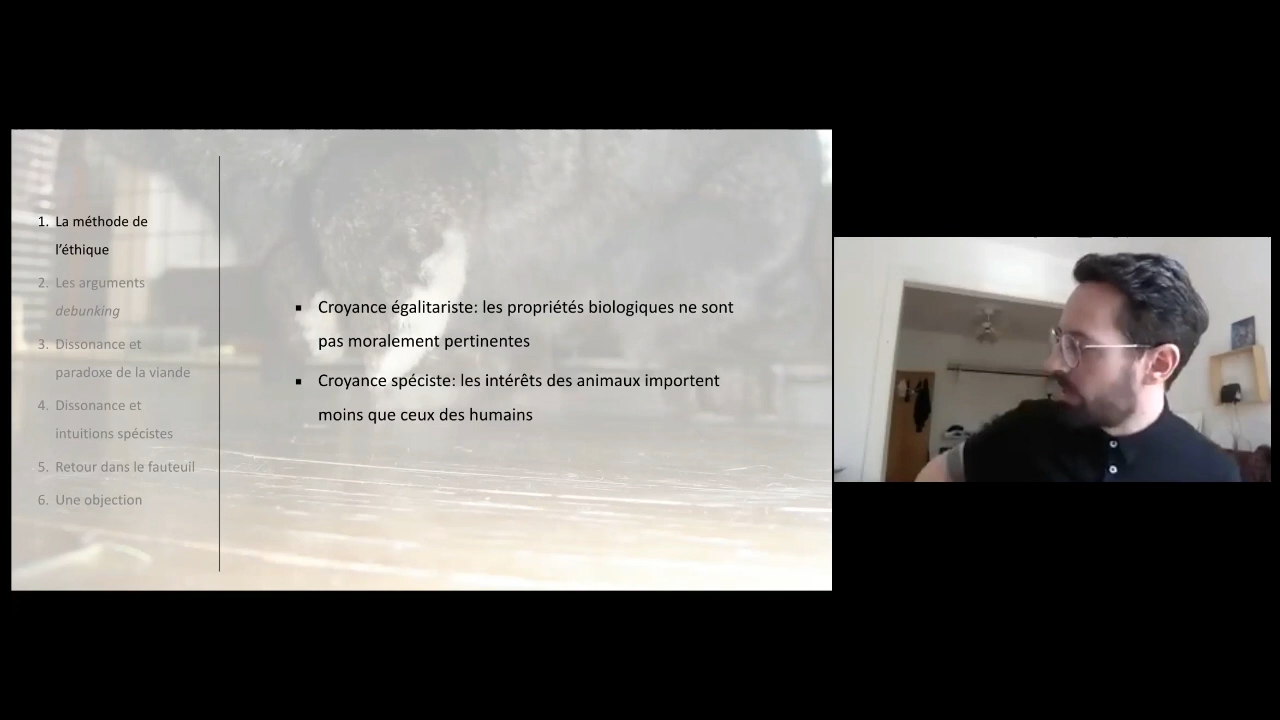 1. La méthode de
l’éthique
2. Les arguments
debunking
3. Dissonance et
paradoxe de la viande
4. Dissonance et
intuitions spécistes
5. Retour dans le fauteuil
6. Une objection
▪ Croyance égalitariste: les propriétés biologiques ne sont
pas moralement pertinentes
▪ Croyance spéciste: les intérêts des animaux importent
moins que ceux des humains